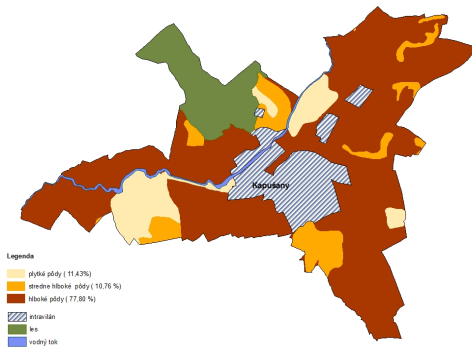 Kapušany
Legenda
plytké pôdy ( 11,43%)
stredne hlboké pôdy ( 10,76 %)
hlboké pôdy ( 77,80 %)
intravilán
les
vodný tok